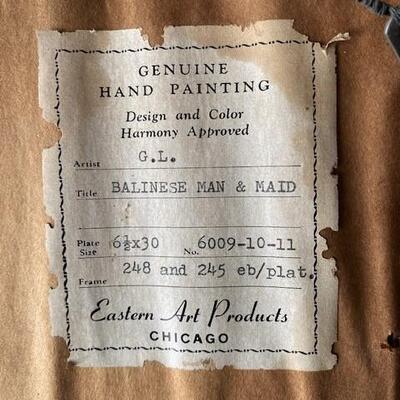 GENUINE
HAND PAINTING
Design and Color
Harmony Approved
Artist G.L.
Title BALINESE MAN & MAID
Plate Size 6½x30 No. 6009-10-11
Frame 248 and 245 eb/plat.
Eastern Art Products
CHICAGO